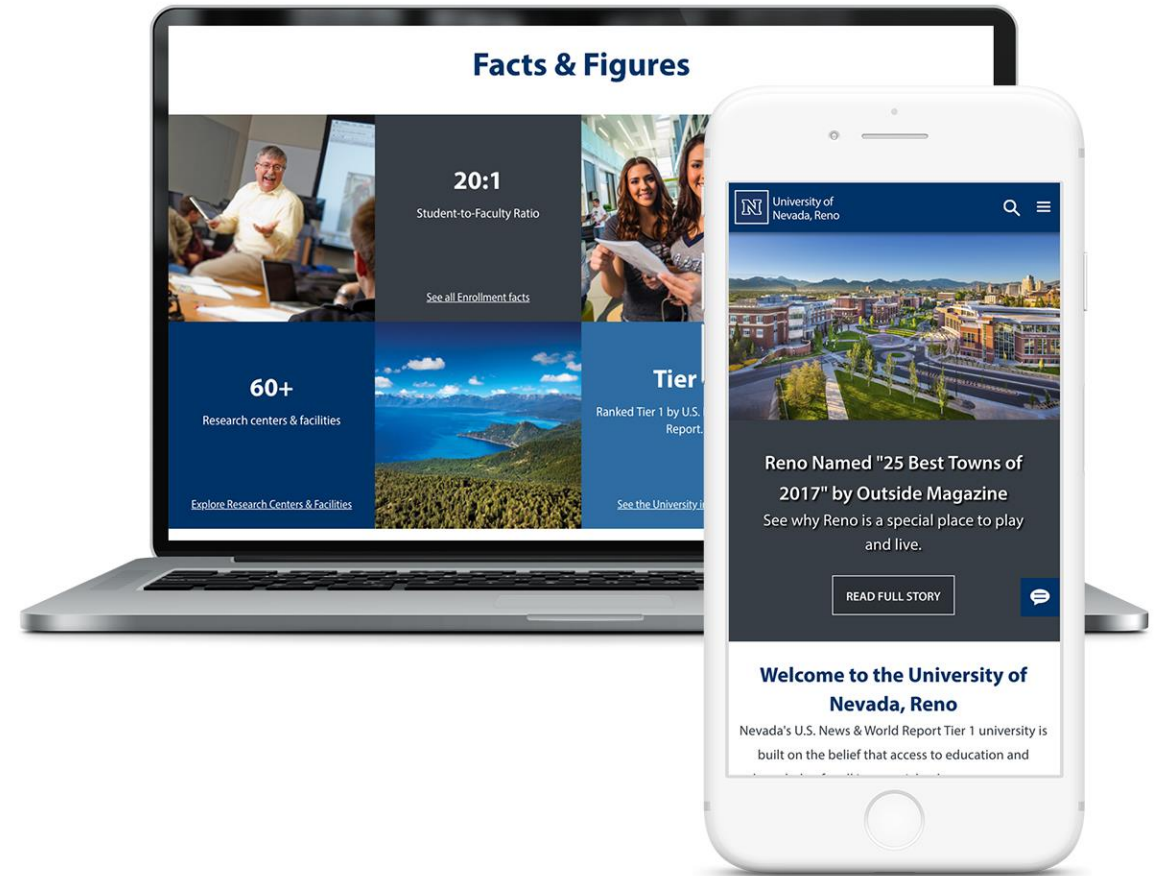 Facts & Figures
20:1
Student-to-Faculty Ratio
See all Enrollment facts
60+
Research centers & facilities
Explore Research Centers & Facilities
Tier
Ranked Tier 1 by U.S.
Report.
See the University
N
University of
Nevada, Reno
Reno Named "25 Best Towns of
2017" by Outside Magazine
See why Reno is a special place to play
and live.
READ FULL STORY
Welcome to the University of
Nevada, Reno
Nevada's U.S. News & World Report Tier 1 university is
built on the belief that access to education and